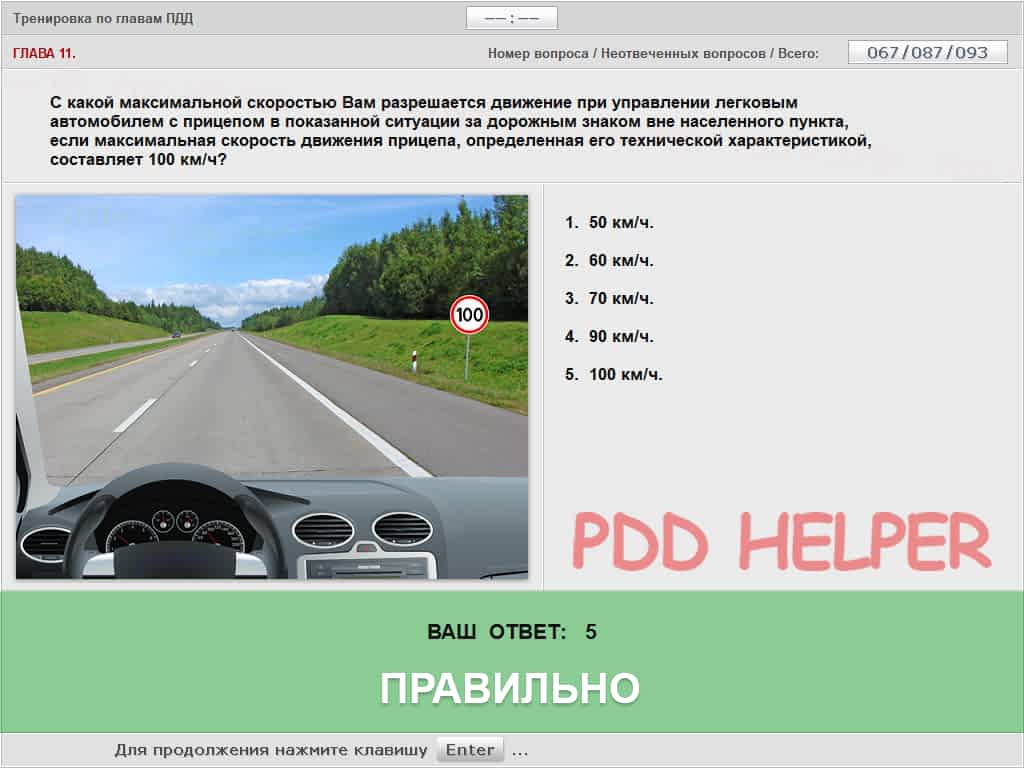 Тренировка по главам ПДД
—— : ——
ГЛАВА 11.
Номер вопроса / Неотвеченных вопросов / Всего:
067/087/093
С какой максимальной скоростью Вам разрешается движение при управлении легковым
автомобилем с прицепом в показанной ситуации за дорожным знаком вне населенного пункта,
если максимальная скорость движения прицепа, определенная его технической характеристикой,
составляет 100 км/ч?
100
1. 50 км/ч.
2. 60 км/ч.
3. 70 км/ч.
4. 90 км/ч.
5. 100 км/ч.
PDD HELPER
ВАШ ОТВЕТ: 5
ПРАВИЛЬНО
Для продолжения нажмите клавишу Enter ...